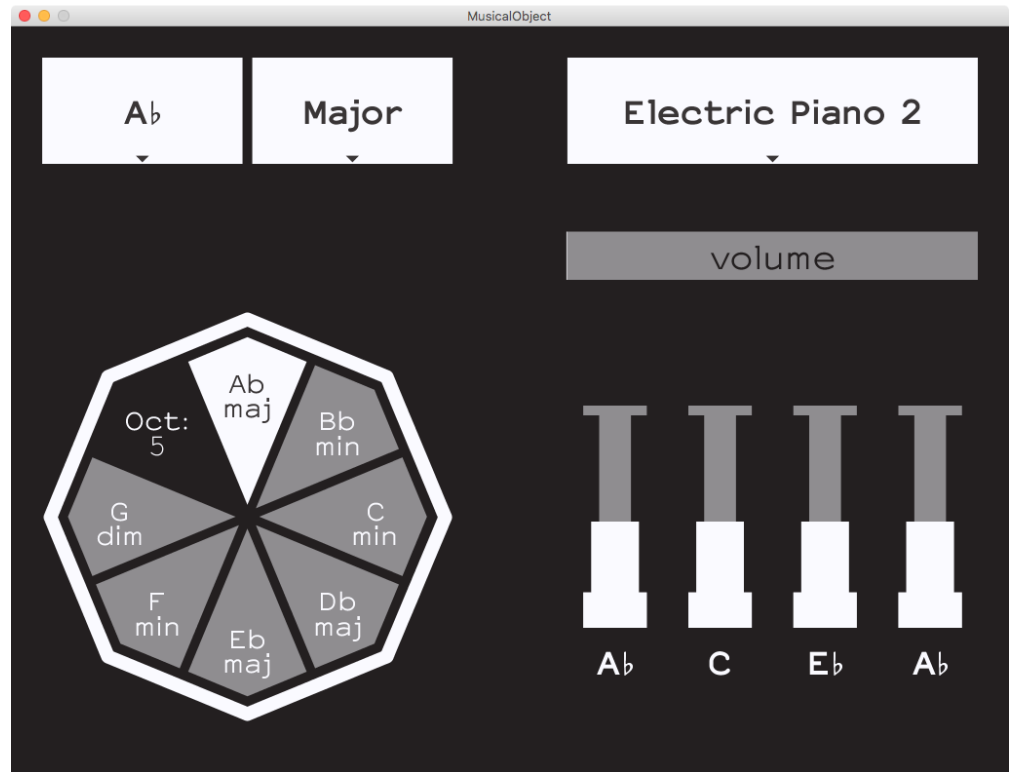 MusicalObject
A♭
Major
Electric Piano 2
volume
Ab
maj
Bb
min
C
min
Db
maj
Eb
maj
F
min
G
dim
Oct:
5
A♭ C E♭ A♭